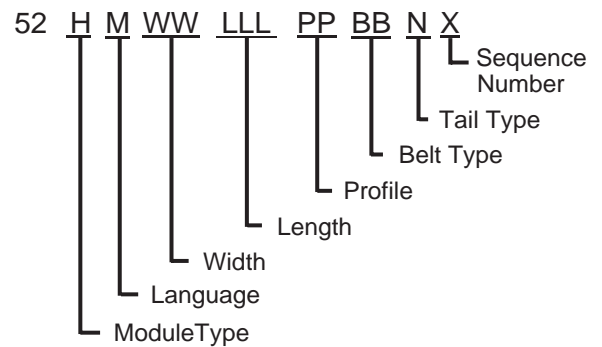 52 H M WW LLL PP BB N X
Sequence
Number
Tail Type
Belt Type
Profile
Length
Width
Language
ModuleType